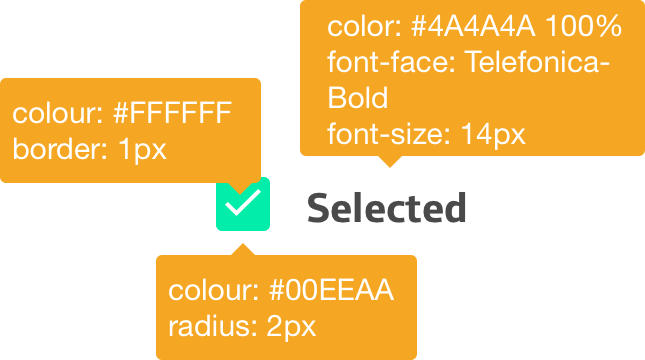 color: #4A4A4A 100%
font-face: Telefonica-
Bold
font-size: 14px
colour: #FFFFFF
border: 1px
Selected
colour: #00EEAA
radius: 2px